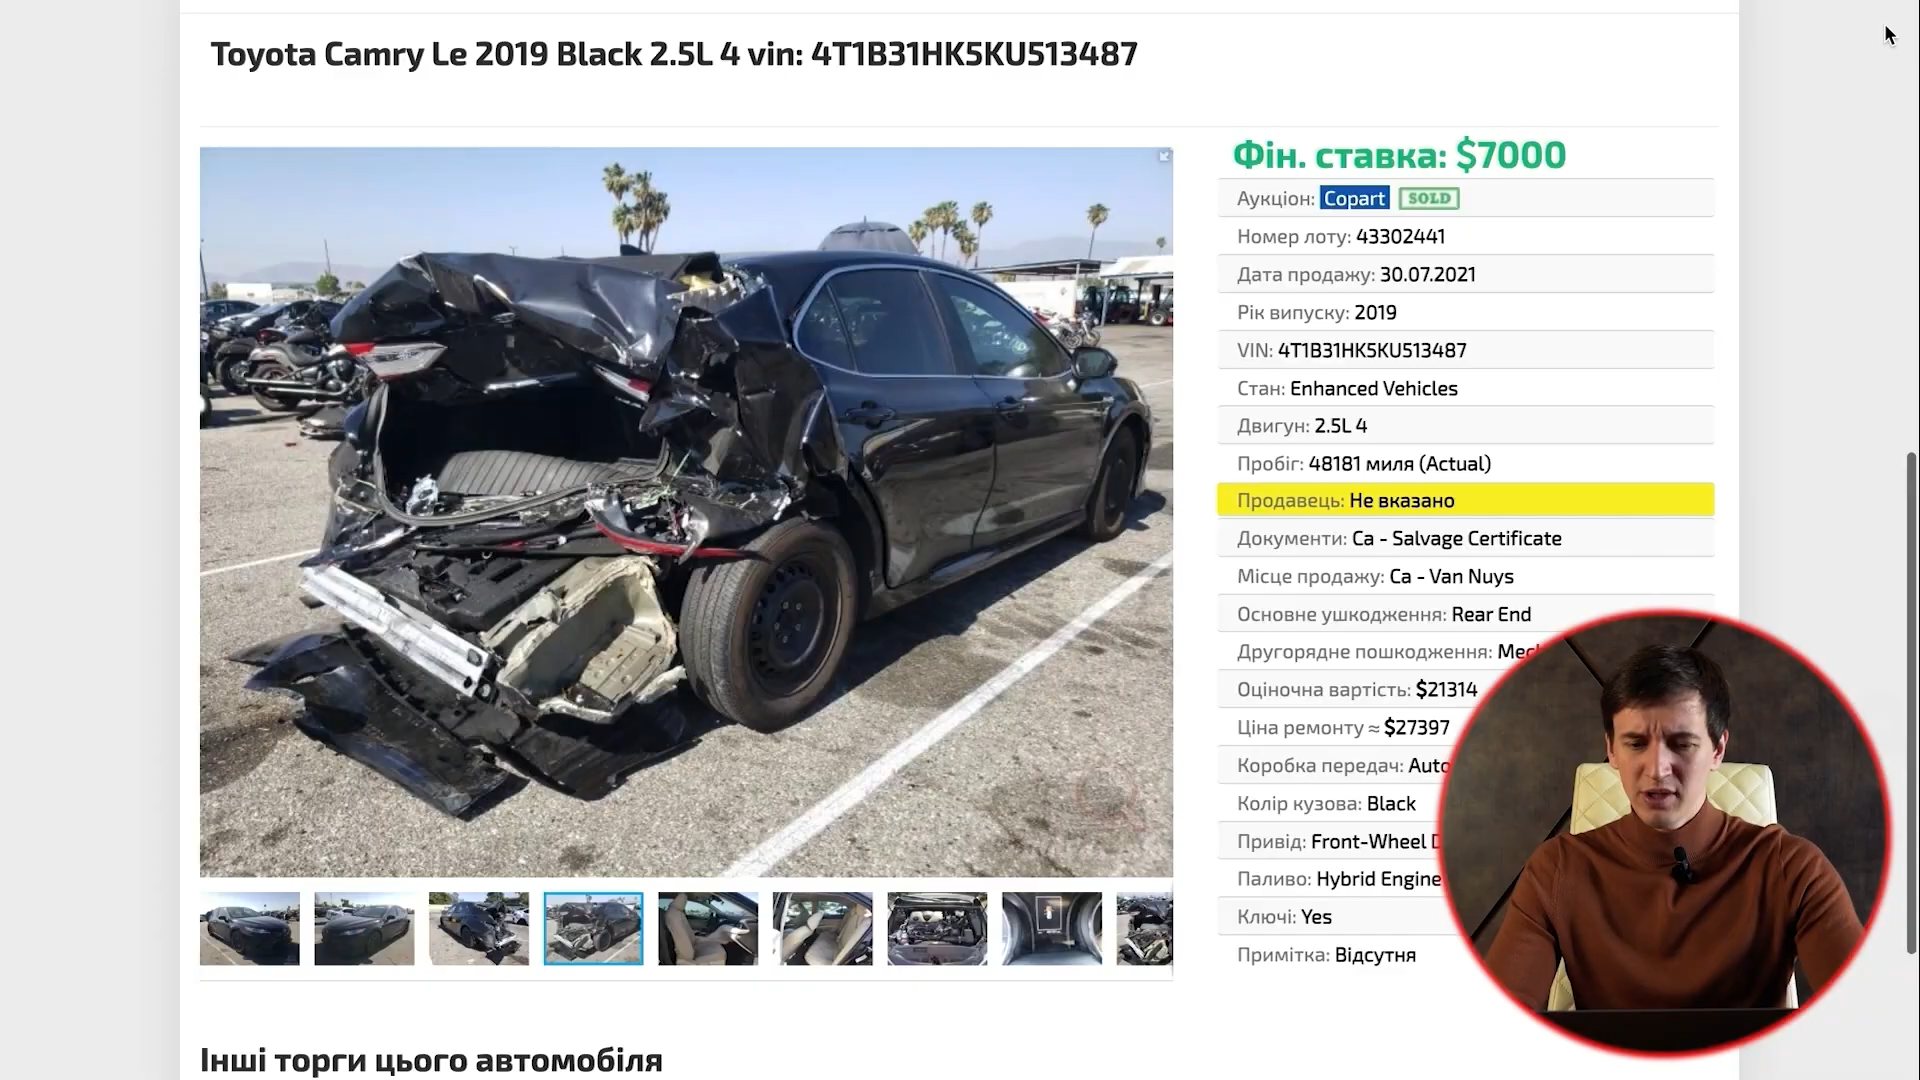 Toyota Camry Le 2019 Black 2.5L 4 vin: 4T1B31HK5KU513487
Фін. ставка: $7000
Аукціон: Copart SOLD
Номер лоту: 43302441
Дата продажу: 30.07.2021
Рік випуску: 2019
VIN: 4T1B31HK5KU513487
Стан: Enhanced Vehicles
Двигун: 2.5L 4
Пробіг: 48181 миля (Actual)
Продавець: Не вказано
Документи: Ca - Salvage Certificate
Місце продажу: Ca - Van Nuys
Основне ушкодження: Rear End
Другорядне пошкодження:
Оціночна вартість: $21314
Ціна ремонту ≈ $27397
Коробка передач: Auto
Колір кузова: Black
Привід: Front-Wheel
Паливо: Hybrid Engine
Ключі: Yes
Примітка: Відсутня
Інші торги цього автомобіля